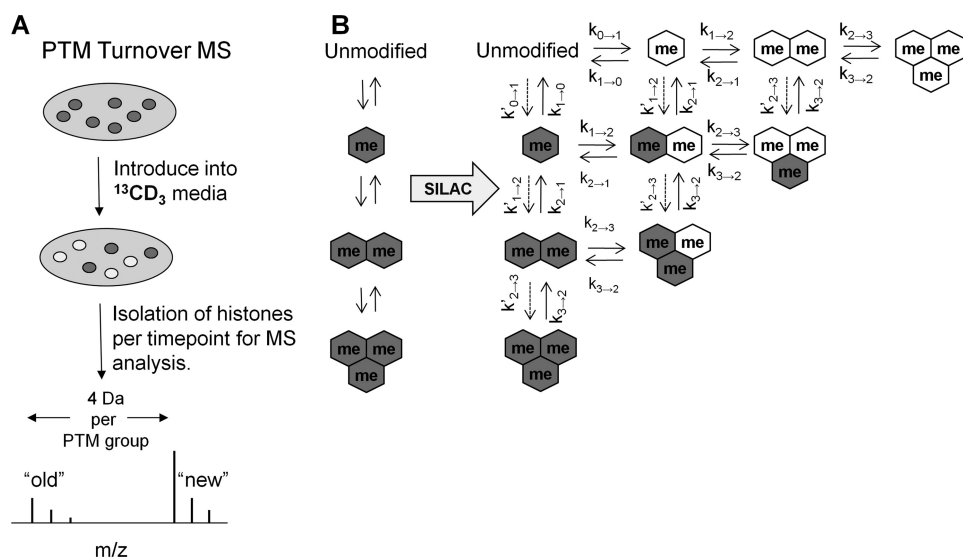 A
PTM Turnover MS
Introduce into
¹³CD₃ media
Isolation of histones
per timepoint for MS
analysis.
4 Da
per
PTM group
"old"
"new"
m/z
B
Unmodified
me
me me
me me
me
SILAC
Unmodified
k₀→₁
k₁→₀
me
k₁→₂
k₂→₁
me me
k₂→₃
k₃→₂
me me
me
k'₀→₁
k₁→₀
k'₁→₂
k₂→₁
k'₂→₃
k₃→₂
me
k₁→₂
k₂→₁
me me
k₂→₃
k₃→₂
me me
me
k'₁→₂
k₂→₁
k'₂→₃
k₃→₂
me me
k₂→₃
k₃→₂
me me
me
k'₂→₃
k₃→₂
me me
me